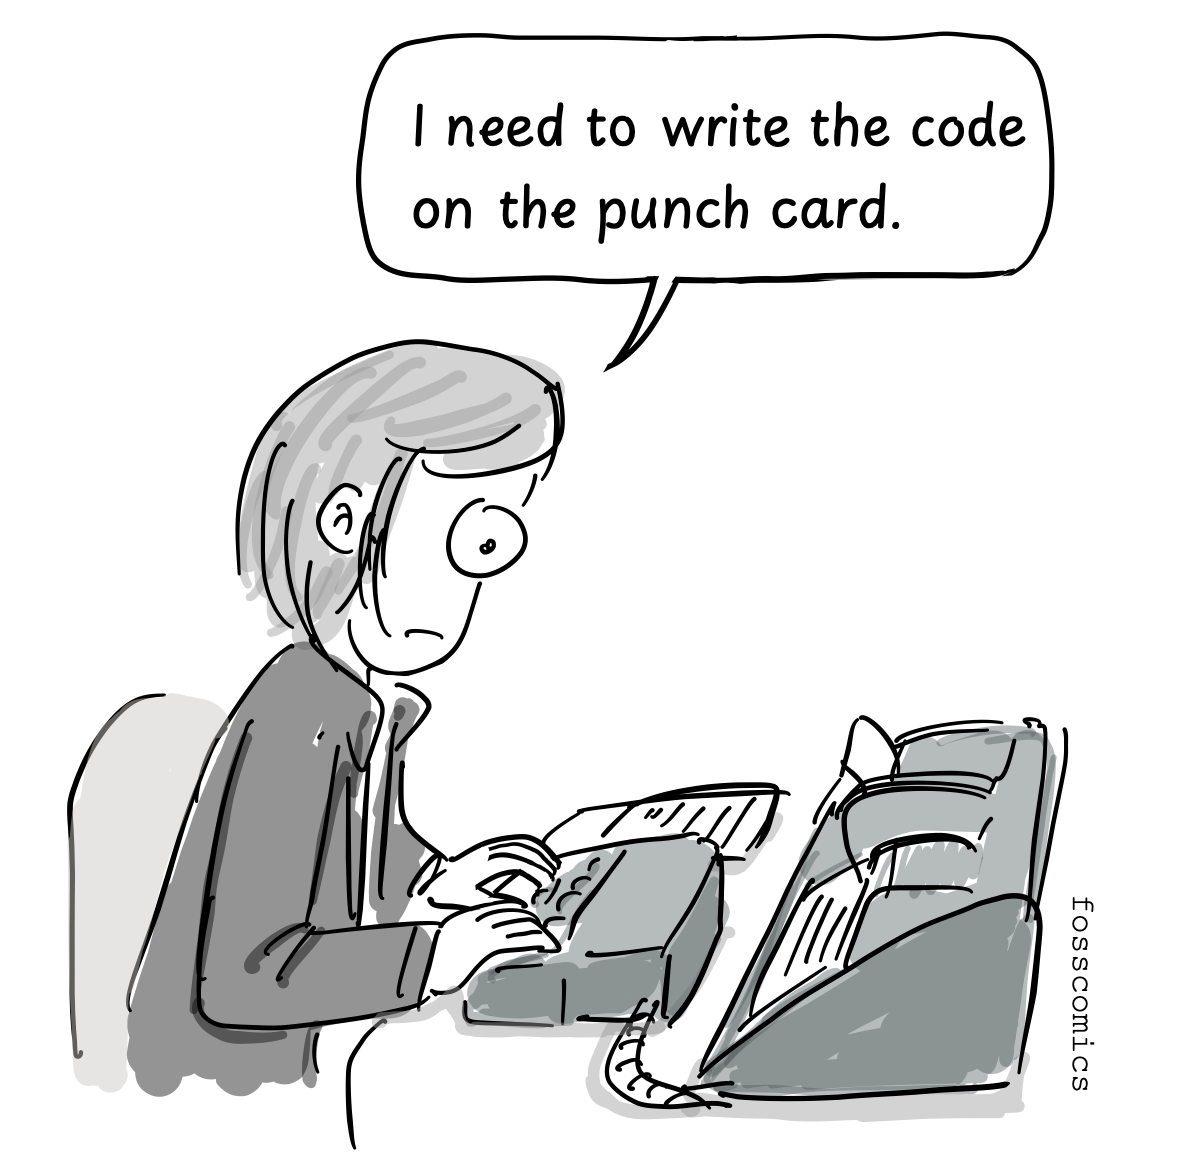 I need to write the code
on the punch card.
fosscomics